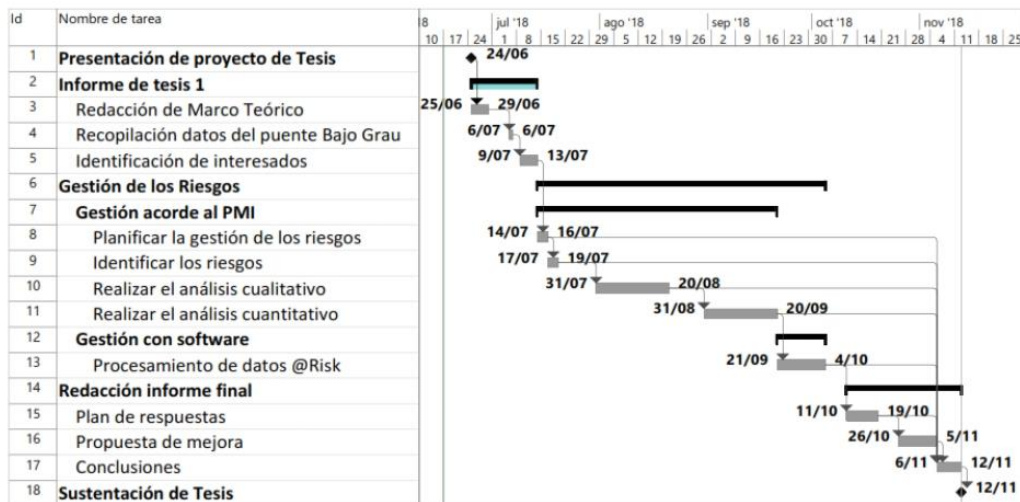 Id Nombre de tarea 18 jul '18 ago '18 sep '18 oct '18 nov '18
10 17 24 1 8 15 22 29 5 12 19 26 2 9 16 23 30 7 14 21 28 4 11 18 25
1 Presentación de proyecto de Tesis 24/06
2 Informe de tesis 1
3 Redacción de Marco Teórico 25/06 29/06
4 Recopilación datos del puente Bajo Grau 6/07 6/07
5 Identificación de interesados 9/07 13/07
6 Gestión de los Riesgos
7 Gestión acorde al PMI
8 Planificar la gestión de los riesgos 14/07 16/07
9 Identificar los riesgos 17/07 19/07
10 Realizar el análisis cualitativo 31/07 20/08
11 Realizar el análisis cuantitativo 31/08 20/09
12 Gestión con software
13 Procesamiento de datos @Risk 21/09 4/10
14 Redacción informe final
15 Plan de respuestas 11/10 19/10
16 Propuesta de mejora 26/10 5/11
17 Conclusiones 6/11 12/11
18 Sustentación de Tesis 12/11